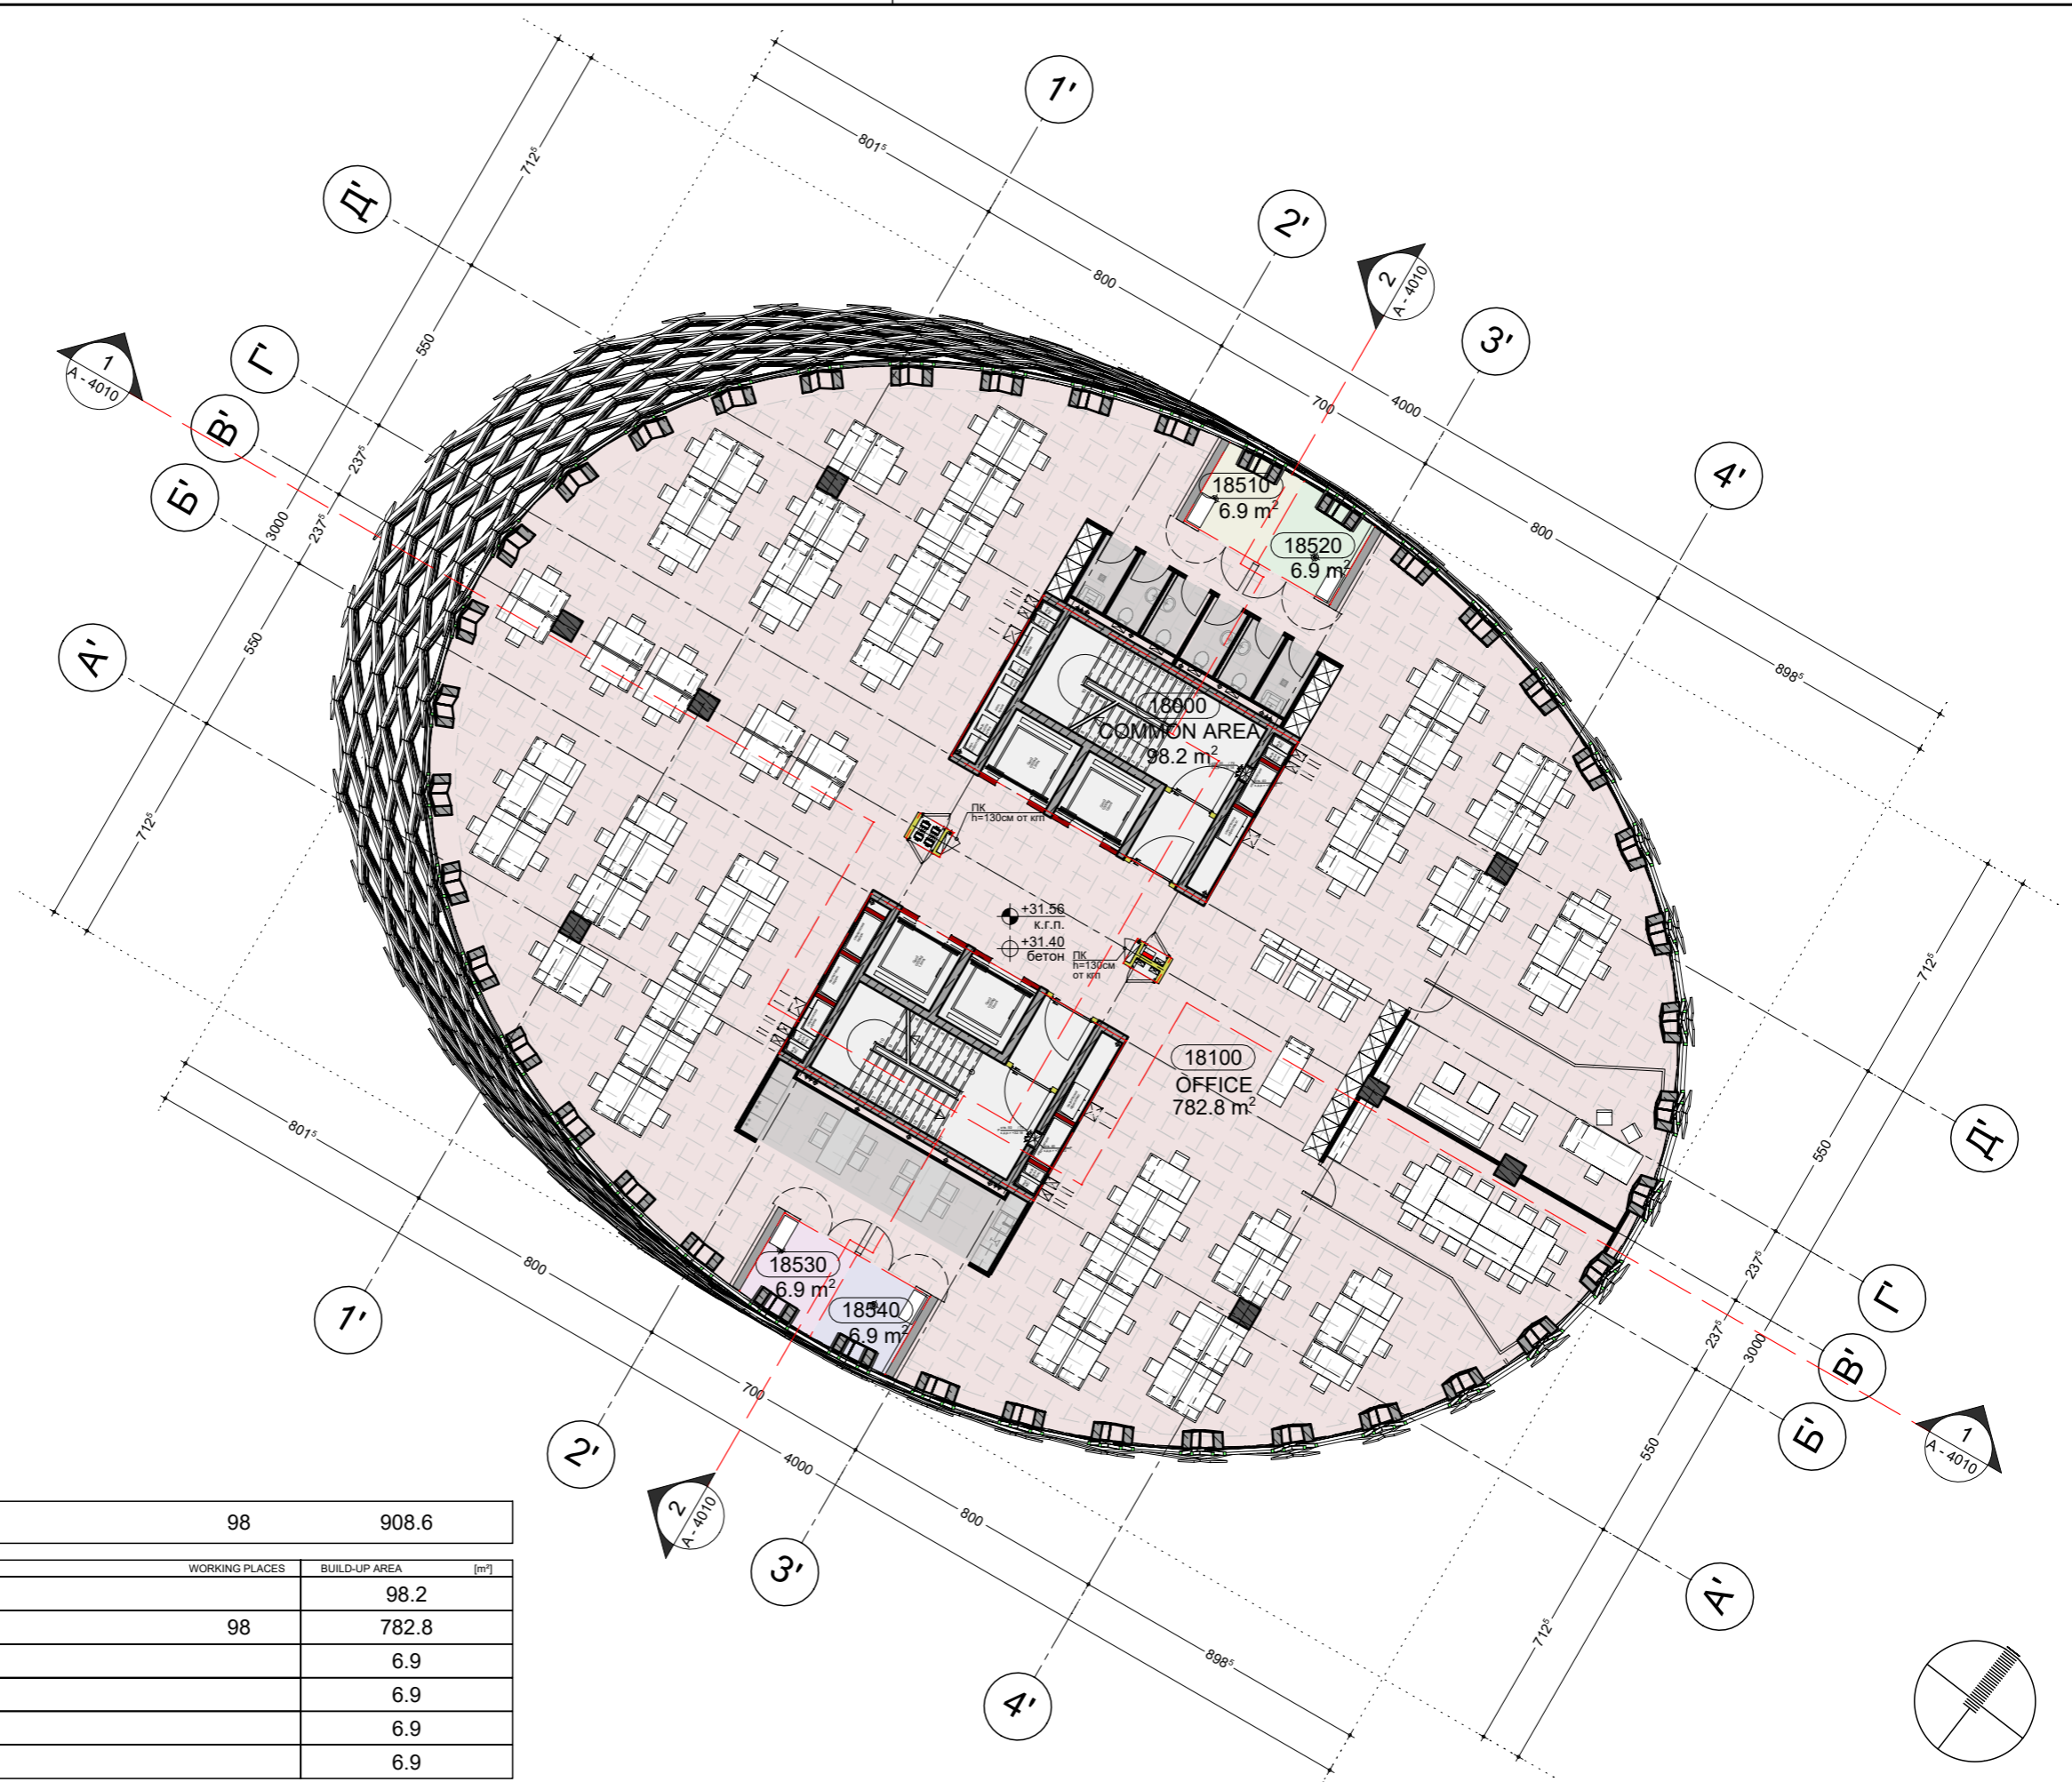 1'
801⁵
712⁵
Д'
2'
800
2
A - 4010
3'
4000
700
1
A - 4010
Г'
550
В'
237⁵
Б'
3000
237⁵
4'
800
18510
6.9 m²
18520
6.9 m²
А'
550
898⁵
18000
COMMON AREA
98.2 m²
712⁵
ПК
h=130см от кгп
+31.56
к.г.п.
+31.40
бетон
ПК
h=130см
от кгп
712⁵
18100
OFFICE
782.8 m²
801⁵
Д'
550
800
18530
6.9 m²
18540
6.9 m²
237⁵
Г'
1'
237⁵
3000
В'
700
2'
4000
550
Б'
1
A - 4010
2
A - 4010
800
3'
А'
712⁵
898⁵
4'
98 908.6
WORKING PLACES BUILD-UP AREA [m²]
98.2
98 782.8
6.9
6.9
6.9
6.9